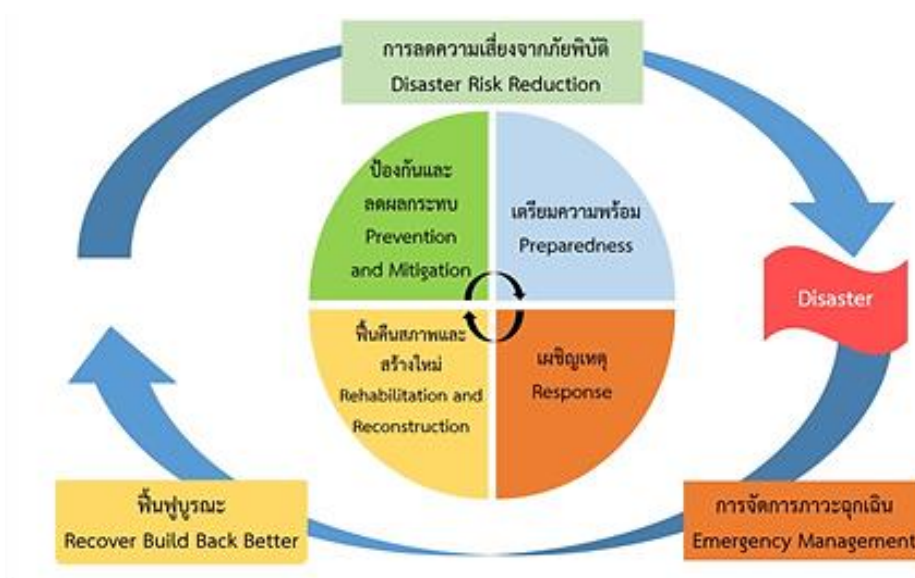 การลดความเสี่ยงจากภัยพิบัติ
Disaster Risk Reduction
ป้องกันและ
ลดผลกระทบ
Prevention
and Mitigation
เตรียมความพร้อม
Preparedness
Disaster
ฟื้นคืนสภาพและ
สร้างใหม่
Rehabilitation and
Reconstruction
เผชิญเหตุ
Response
ฟื้นฟูบูรณะ
Recover Build Back Better
การจัดการภาวะฉุกเฉิน
Emergency Management